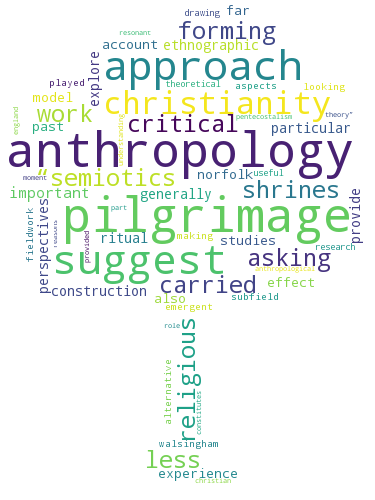 resonant
drawing
far
forming
account
ethnographic
approach
explore
played
theoretical
aspects
model
looking
christianity
work
past
critical
england
pentecostalism
useful
theory"
understanding
particular
anthropology
moment
"semiotics
norfolk
shrines
important
part
generally
pilgrimage
provide
perspectives
fieldwork
reasons
provided
ritual
making
studies
research
suggest
asking
anthropological
carried
effect
construction
also
subfield
emergent
role
religious
alternative
constitutes
walsingham
less
experience
christian